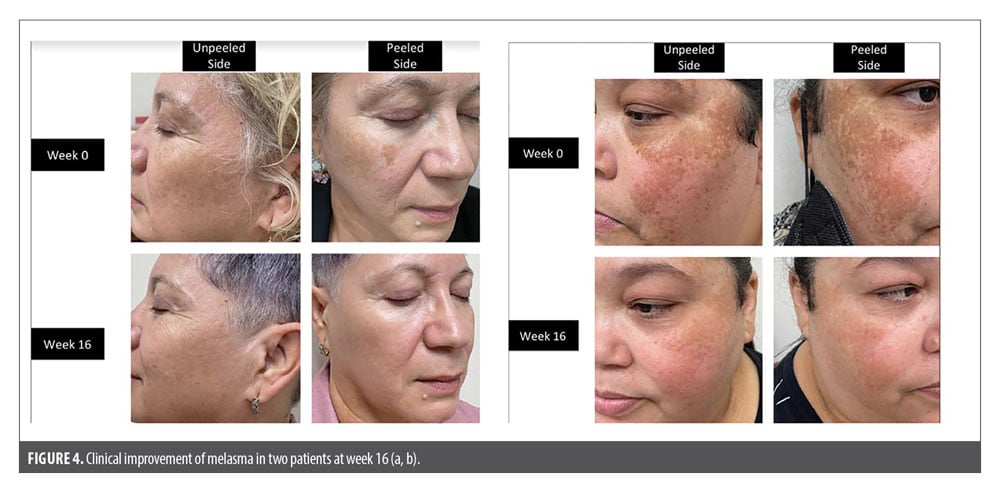 Unpeeled
Side
Peeled
Side
Week 0
Week 16
Unpeeled
Side
Peeled
Side
Week 0
Week 16
FIGURE 4. Clinical improvement of melasma in two patients at week 16 (a, b).